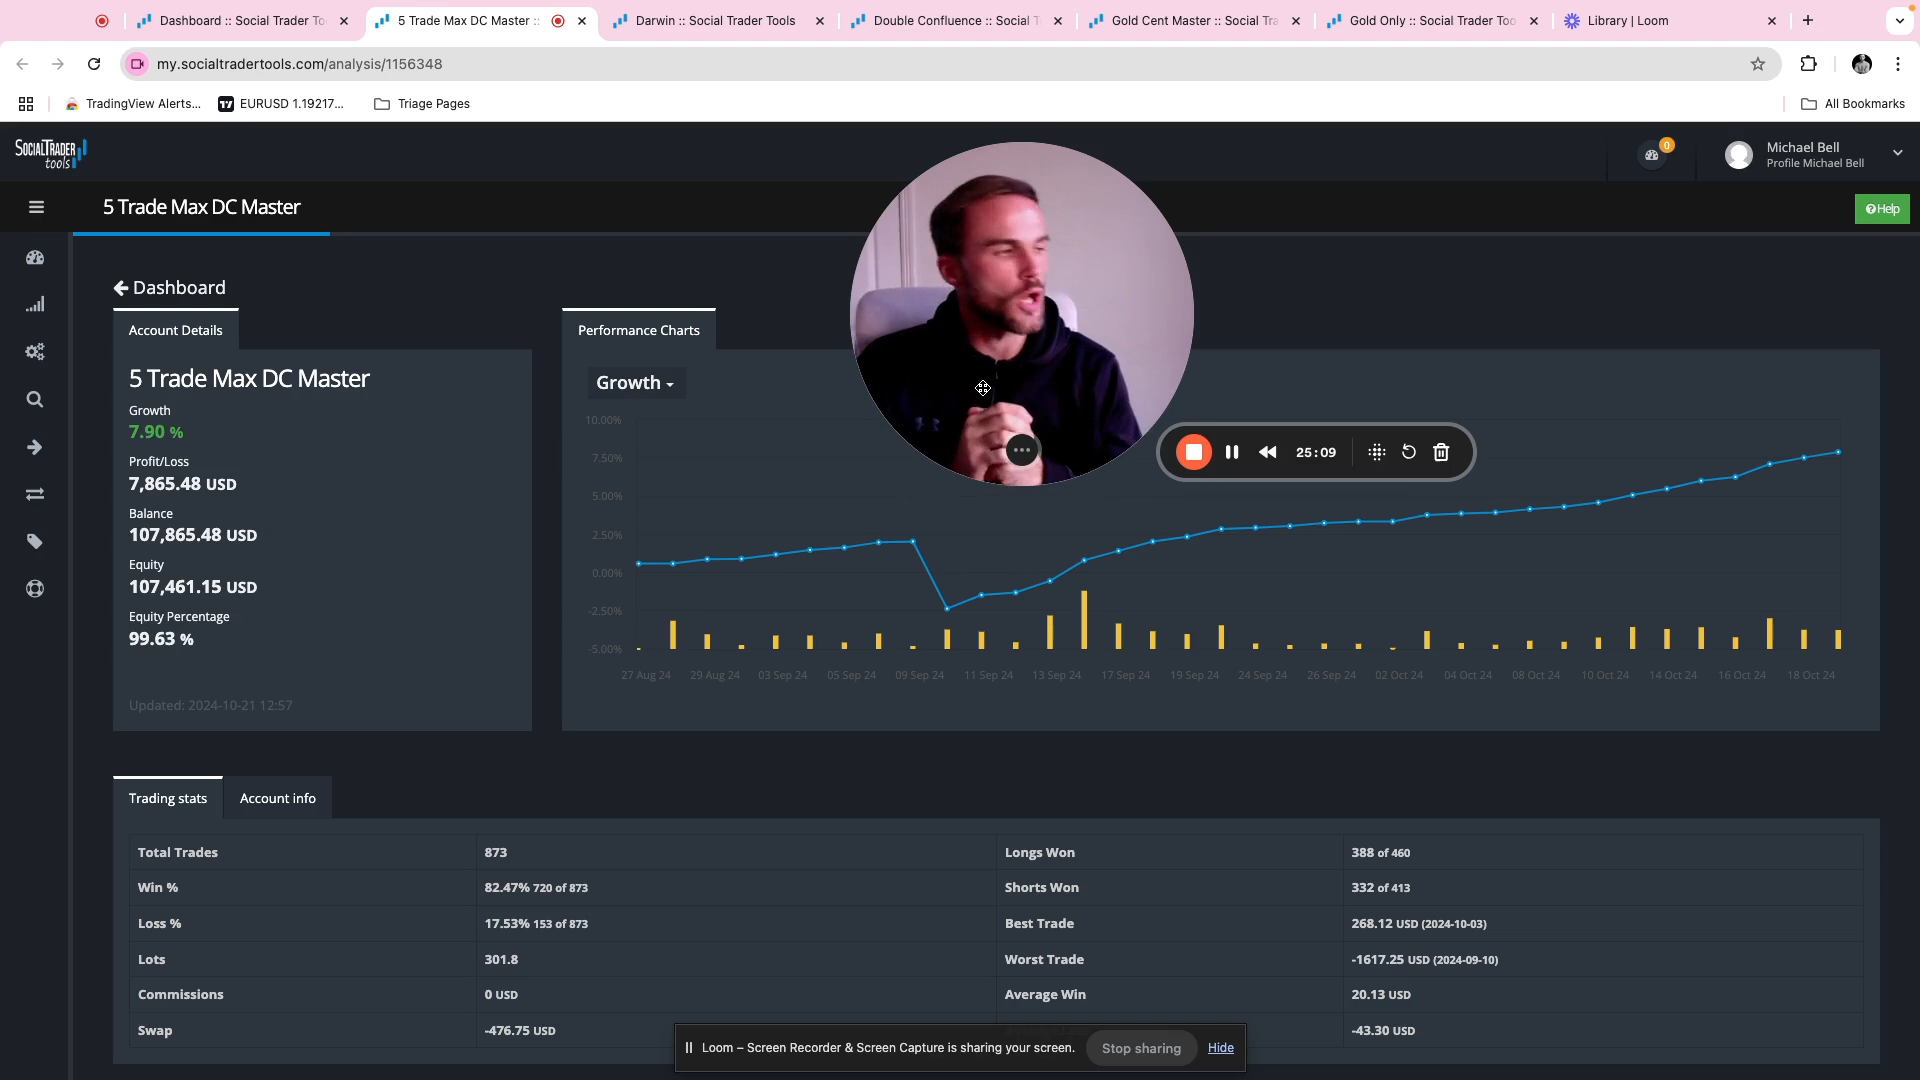 Dashboard :: Social Trader To
5 Trade Max DC Master ::
Darwin :: Social Trader Tools
Double Confluence :: Social T
Gold Cent Master :: Social Tra
Gold Only :: Social Trader Too
Library | Loom
my.socialtradertools.com/analysis/1156348
TradingView Alerts...
EURUSD 1.19217...
Triage Pages
All Bookmarks
SOCIALTRADER
tools
0
Michael Bell
Profile Michael Bell
5 Trade Max DC Master
Help
Dashboard
Account Details
5 Trade Max DC Master
Growth
7.90 %
Profit/Loss
7,865.48 USD
Balance
107,865.48 USD
Equity
107,461.15 USD
Equity Percentage
99.63 %
Updated: 2024-10-21 12:57
Performance Charts
Growth
10.00%
7.50%
5.00%
2.50%
0.00%
-2.50%
-5.00%
27 Aug 24 29 Aug 24 03 Sep 24 05 Sep 24 09 Sep 24 11 Sep 24 13 Sep 24 17 Sep 24 19 Sep 24 24 Sep 24 26 Sep 24 02 Oct 24 04 Oct 24 08 Oct 24 10 Oct 24 14 Oct 24 16 Oct 24 18 Oct 24
25:09
Trading stats
Account info
Total Trades 873 Longs Won 388 of 460
Win % 82.47% 720 of 873 Shorts Won 332 of 413
Loss % 17.53% 153 of 873 Best Trade 268.12 USD (2024-10-03)
Lots 301.8 Worst Trade -1617.25 USD (2024-09-10)
Commissions 0 USD Average Win 20.13 USD
Swap -476.75 USD -43.30 USD
Loom – Screen Recorder & Screen Capture is sharing your screen. Stop sharing Hide